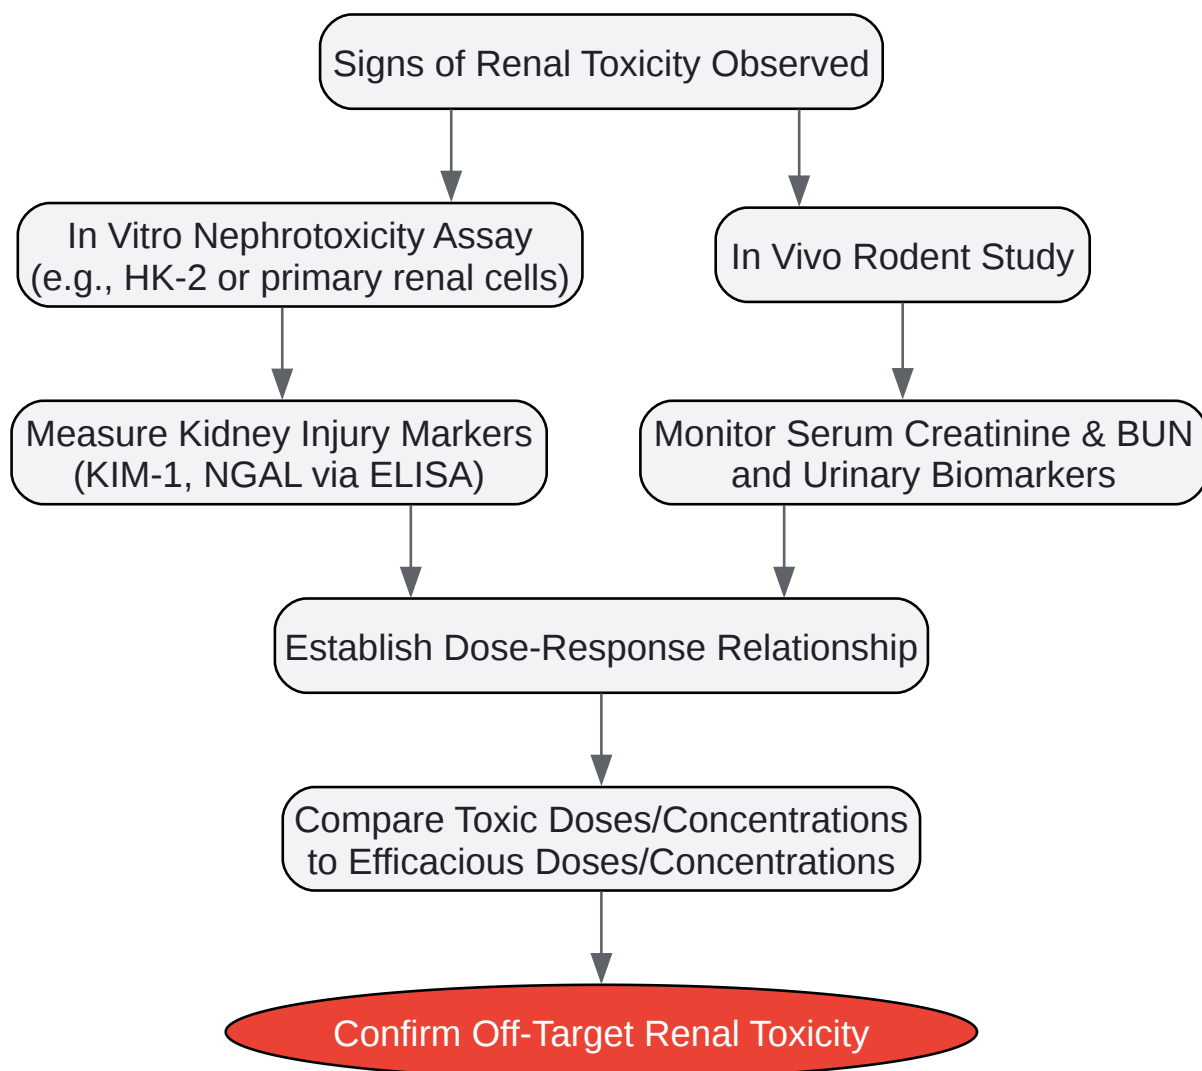 Signs of Renal Toxicity Observed
In Vitro Nephrotoxicity Assay
(e.g., HK-2 or primary renal cells)
In Vivo Rodent Study
Measure Kidney Injury Markers
(KIM-1, NGAL via ELISA)
Monitor Serum Creatinine & BUN
and Urinary Biomarkers
Establish Dose-Response Relationship
Compare Toxic Doses/Concentrations
to Efficacious Doses/Concentrations
Confirm Off-Target Renal Toxicity